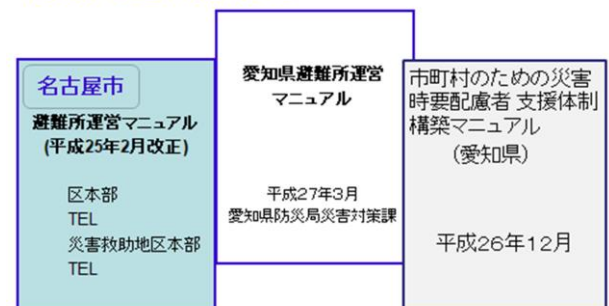 名古屋市
避難所運営マニュアル
(平成25年2月改正)
区本部
TEL
災害救助地区本部
TEL
愛知県避難所運営
マニュアル
平成27年3月
愛知県防災局災害対策課
市町村のための災害
時要配慮者 支援体制
構築マニュアル
(愛知県)
平成26年12月